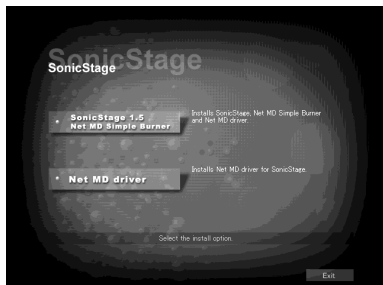 SonicStage
SonicStage
SonicStage 1.5
Net MD Simple Burner
Installs SonicStage, Net MD Simple Burner
and Net MD driver.
Net MD driver
Installs Net MD driver for SonicStage.
Select the install option.
Exit